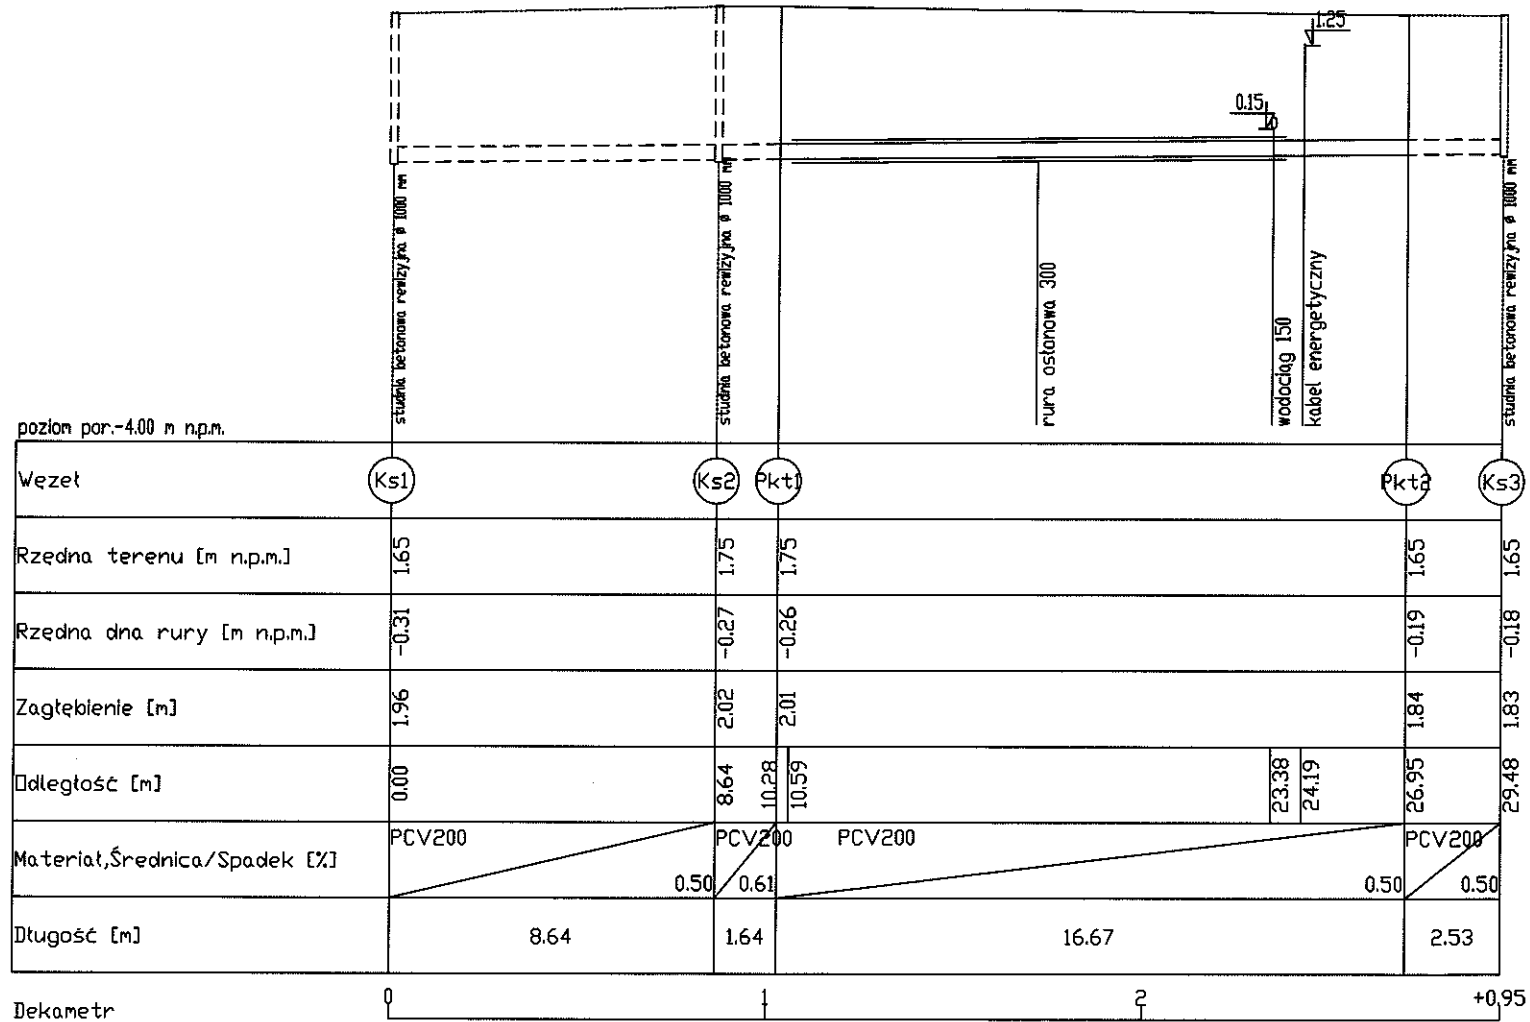 1.25
0.15
studnia betonowa rewizyjna ø 1000 mm
studnia betonowa rewizyjna ø 1000 mm
rura osłonowa 300
wodociąg 150
kabel energetyczny
studnia betonowa rewizyjna ø 1000 mm
poziom por.-4.00 m n.p.m.
Węzeł Ks1 Ks2 Pkt1 Pkt2 Ks3
Rzędna terenu [m n.p.m.] 1.65 1.75 1.75 1.65 1.65
Rzędna dna rury [m n.p.m.] -0.31 -0.27 -0.26 -0.19 -0.18
Zagłębienie [m] 1.96 2.02 2.01 1.84 1.83
Odległość [m] 0.00 8.64 10.28 10.59 23.38 24.19 26.95 29.48
PCV200 PCV200 PCV200 PCV200
Materiał,Średnica/Spadek [%]
0.50 0.61 0.50 0.50
Długość [m] 8.64 1.64 16.67 2.53
Dekametr 0 1 2 +0,95